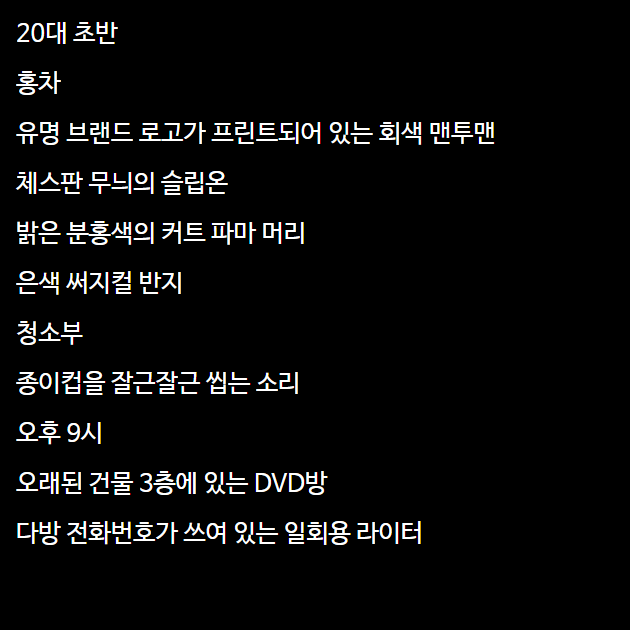 20대 초반
홍차
유명 브랜드 로고가 프린트되어 있는 회색 맨투맨
체스판 무늬의 슬립온
밝은 분홍색의 커트 파마 머리
은색 써지컬 반지
청소부
종이컵을 잘근잘근 씹는 소리
오후 9시
오래된 건물 3층에 있는 DVD방
다방 전화번호가 쓰여 있는 일회용 라이터